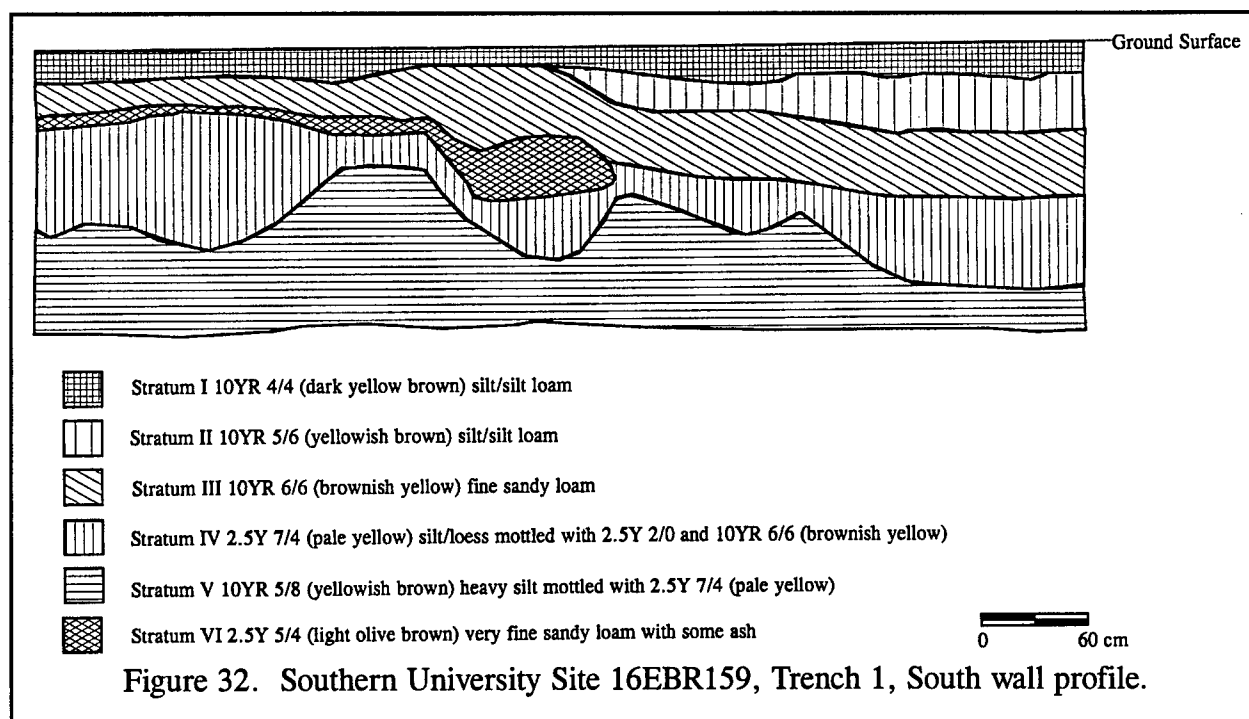 Ground Surface
Stratum I 10YR 4/4 (dark yellow brown) silt/silt loam
Stratum II 10YR 5/6 (yellowish brown) silt/silt loam
Stratum III 10YR 6/6 (brownish yellow) fine sandy loam
Stratum IV 2.5Y 7/4 (pale yellow) silt/loess mottled with 2.5Y 2/0 and 10YR 6/6 (brownish yellow)
Stratum V 10YR 5/8 (yellowish brown) heavy silt mottled with 2.5Y 7/4 (pale yellow)
Stratum VI 2.5Y 5/4 (light olive brown) very fine sandy loam with some ash
0 60 cm
Figure 32. Southern University Site 16EBR159, Trench 1, South wall profile.